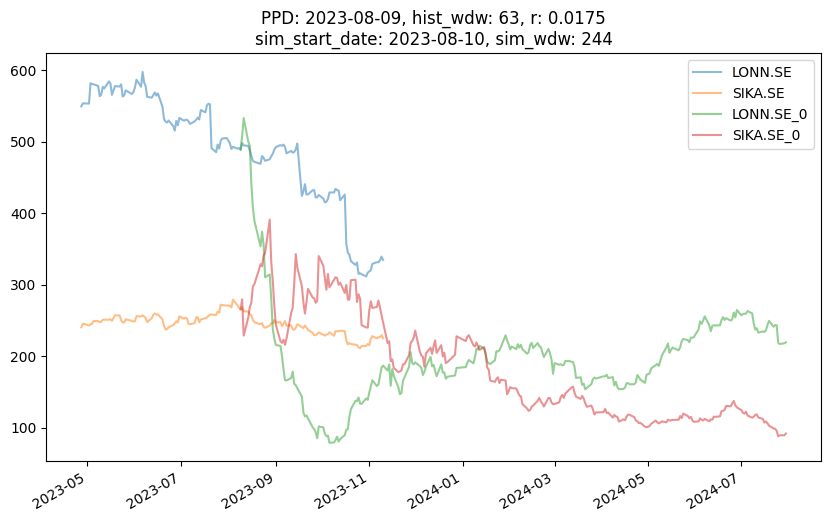 PPD: 2023-08-09, hist_wdw: 63, r: 0.0175
sim_start_date: 2023-08-10, sim_wdw: 244
600
500
400
300
200
100
LONN.SE
SIKA.SE
LONN.SE_0
SIKA.SE_0
2023-05
2023-07
2023-09
2023-11
2024-01
2024-03
2024-05
2024-07